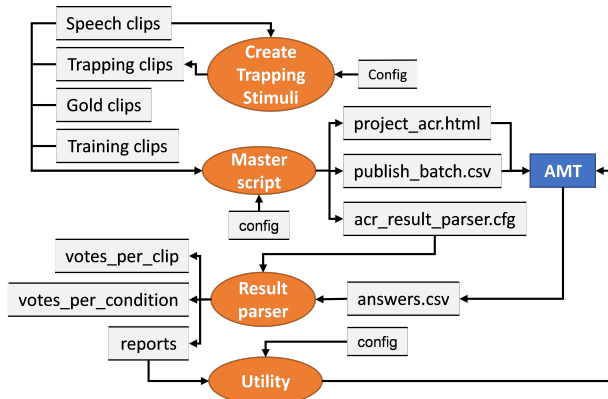 Speech clips
Trapping clips
Gold clips
Training clips
Create
Trapping
Stimuli
Config
Master
script
config
project_acr.html
publish_batch.csv
acr_result_parser.cfg
AMT
votes_per_clip
votes_per_condition
reports
Result
parser
answers.csv
config
Utility